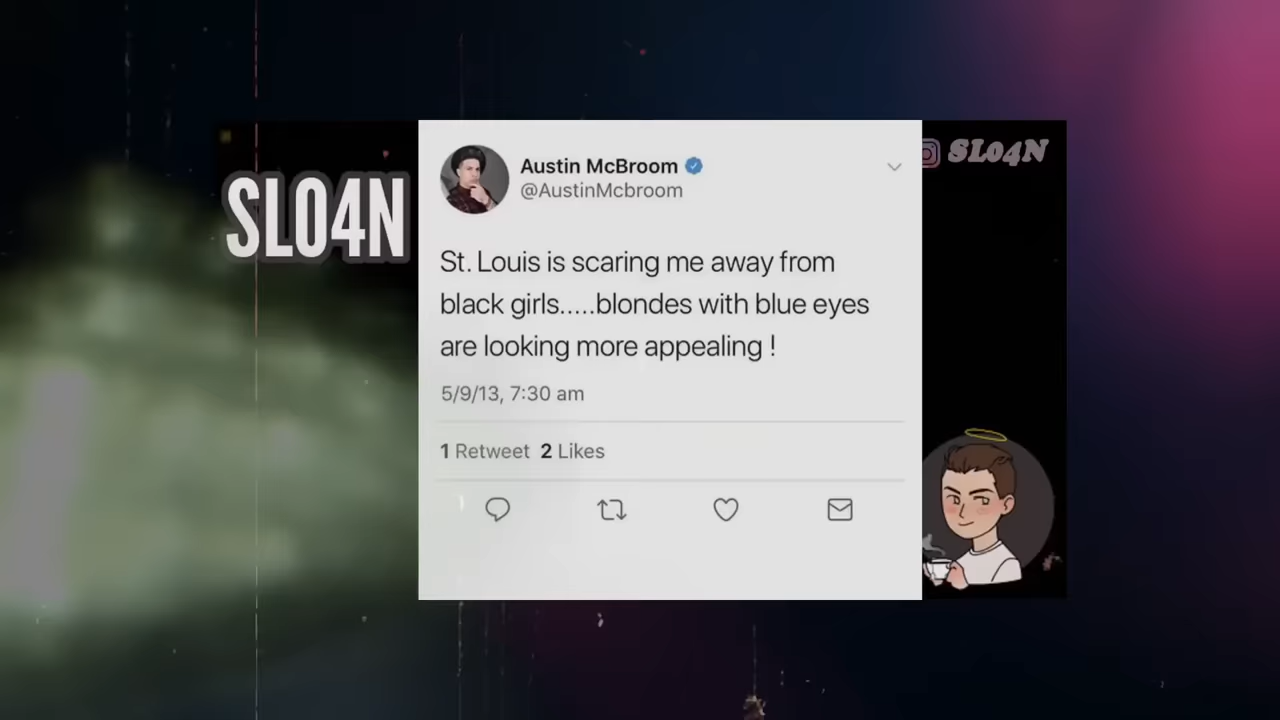 SLO4N
Austin McBroom
@AustinMcbroom
St. Louis is scaring me away from
black girls.....blondes with blue eyes
are looking more appealing !
5/9/13, 7:30 am
1 Retweet 2 Likes
SLO4N